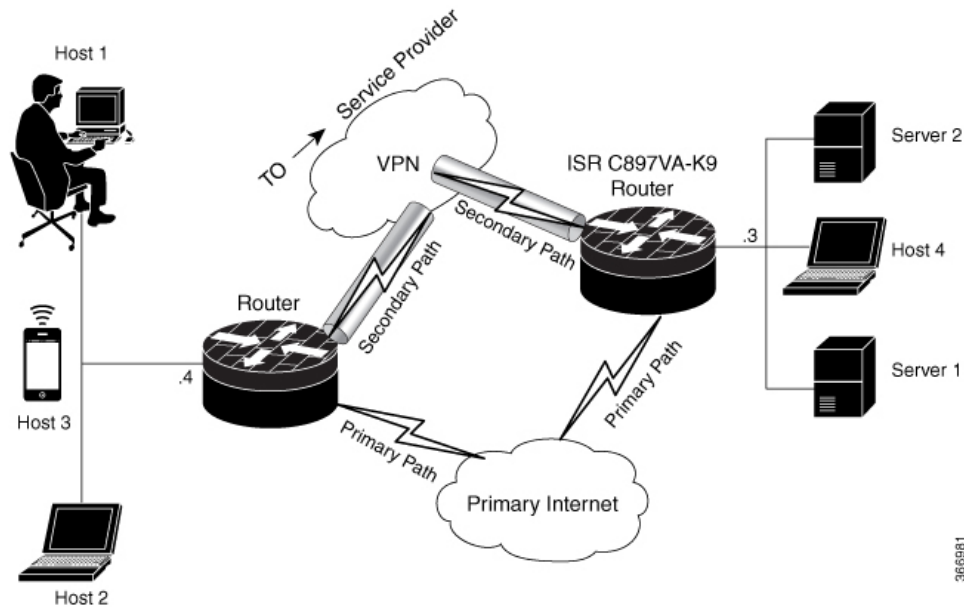 Host 1
TO → Service Provider
VPN
Secondary Path
ISR C897VA-K9
Router
Server 2
.3
Host 4
Router
Secondary Path
.4
Host 3
Primary Path
Primary Path
Server 1
Primary Internet
Host 2
366981